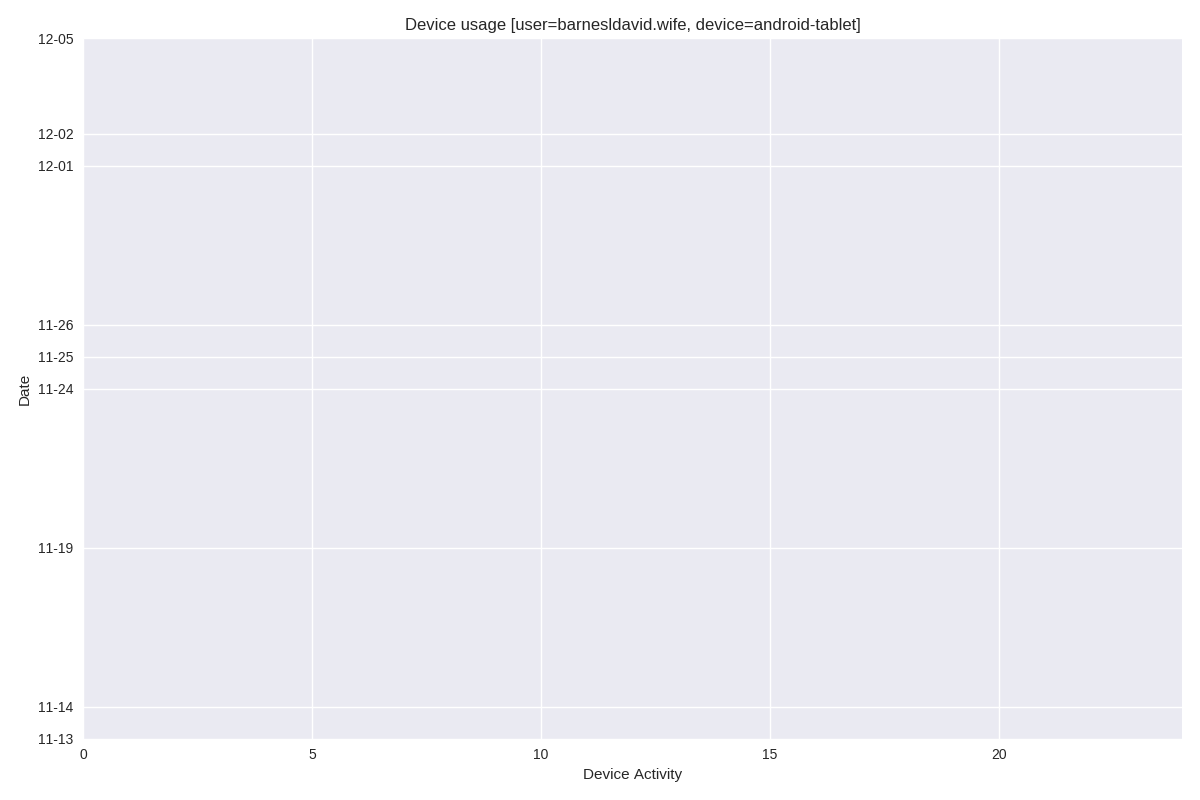 Device usage [user=barnesldavid.wife, device=android-tablet]
12-05
12-02
12-01
11-26
11-25
11-24
Date
11-19
11-14
11-13
0 5 10 15 20
Device Activity